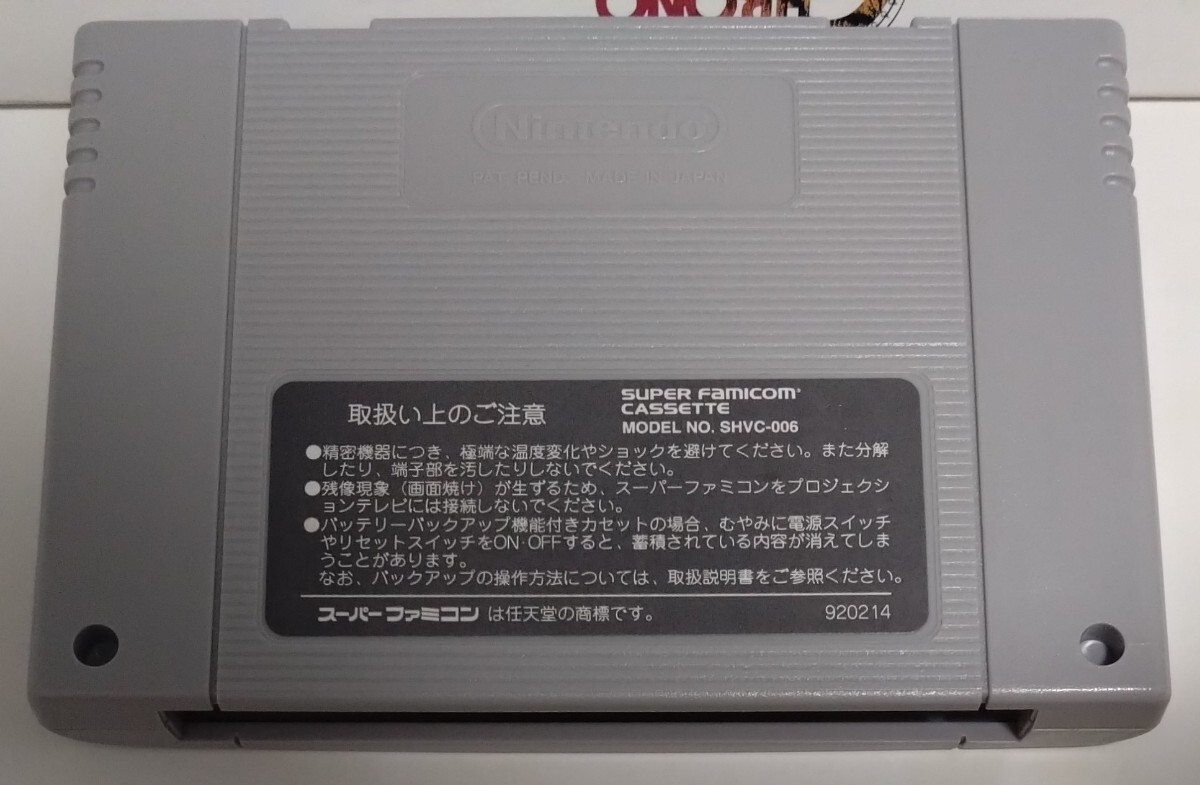 CHRONO
Nintendo
PAT. PEND. MADE IN JAPAN
取扱い上のご注意
SUPER FAMICOM
CASSETTE
MODEL NO. SHVC-006
●精密機器につき、極端な温度変化やショックを避けてください。また分解
したり、端子部を汚したりしないでください。
●残像現象（画面焼け）が生ずるため、スーパーファミコンをプロジェクシ
ョンテレビには接続しないでください。
●バッテリーバックアップ機能付きカセットの場合、むやみに電源スイッチ
やリセットスイッチをON·OFFすると、蓄積されている内容が消えてしま
うことがあります。
なお、バックアップの操作方法については、取扱説明書をご参照ください。
スーパーファミコン は任天堂の商標です。
920214